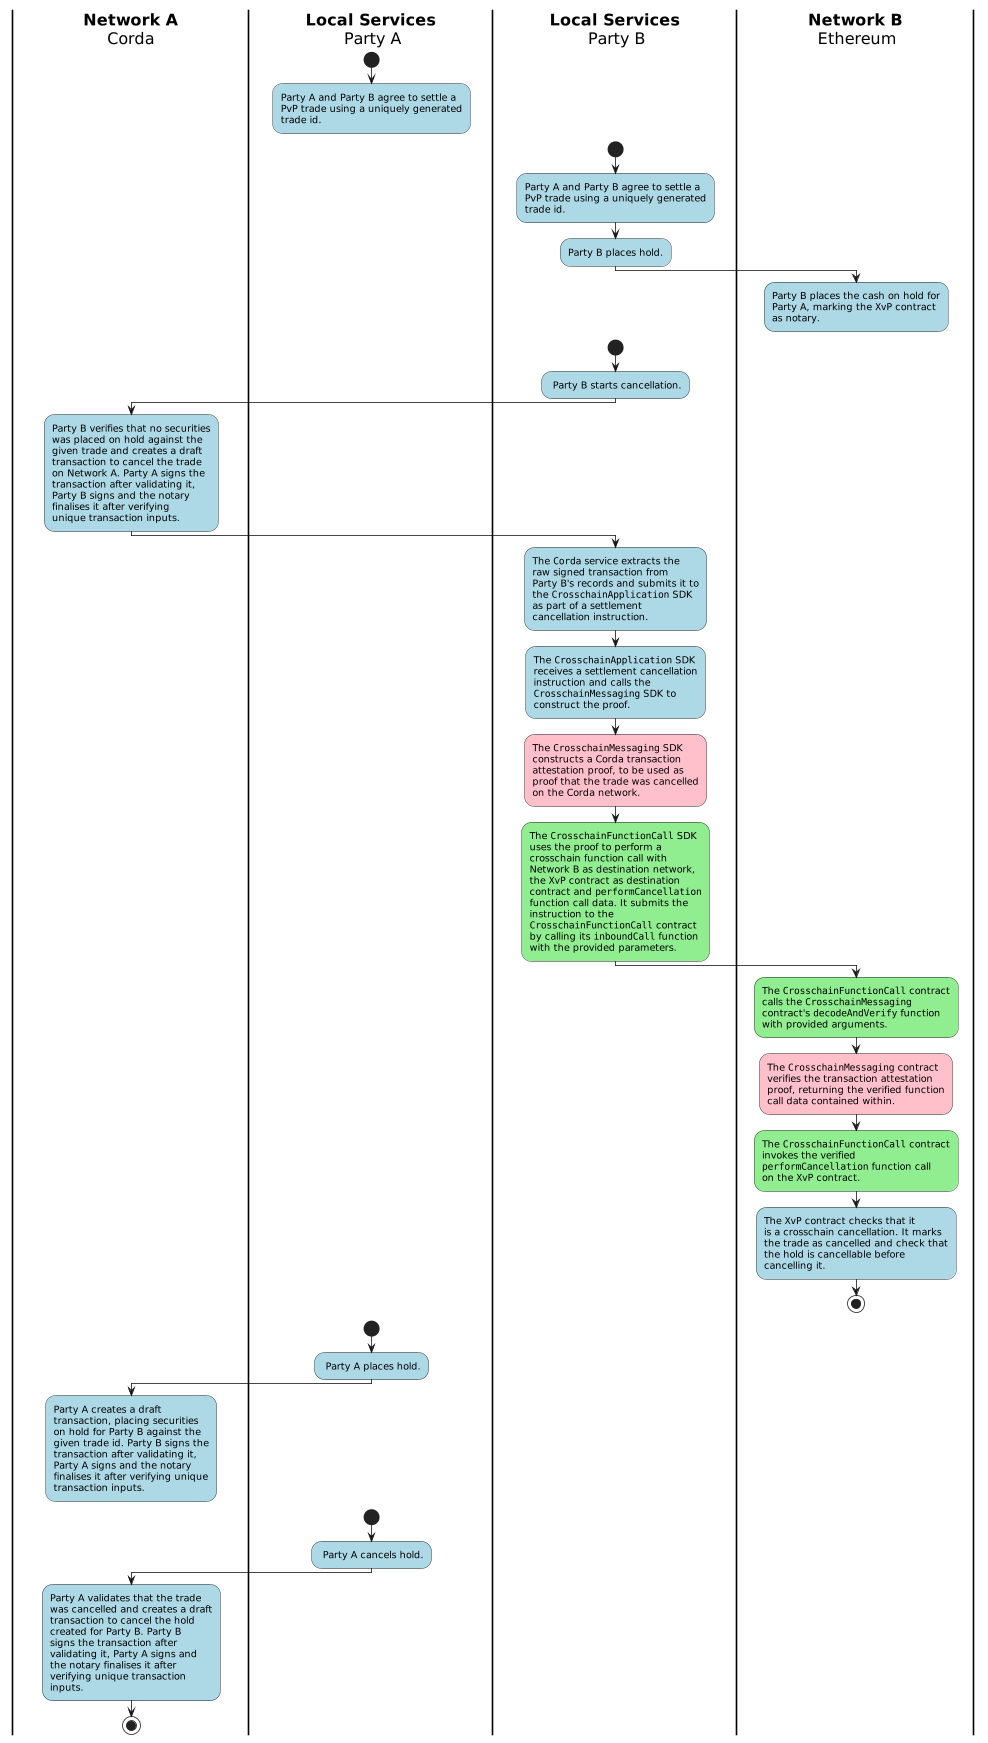 Network A
Corda
Local Services
Party A
Local Services
Party B
Network B
Ethereum
Party A and Party B agree to settle a
PvP trade using a uniquely generated
trade id.
Party A and Party B agree to settle a
PvP trade using a uniquely generated
trade id.
Party B places hold.
Party B places the cash on hold for
Party A, marking the XvP contract
as notary.
Party B starts cancellation.
Party B verifies that no securities
was placed on hold against the
given trade and creates a draft
transaction to cancel the trade
on Network A. Party A signs the
transaction after validating it,
Party B signs and the notary
finalises it after verifying
unique transaction inputs.
The Corda service extracts the
raw signed transaction from
Party B's records and submits it to
the CrosschainApplication SDK
as part of a settlement
cancellation instruction.
The CrosschainApplication SDK
receives a settlement cancellation
instruction and calls the
CrosschainMessaging SDK to
construct the proof.
The CrosschainMessaging SDK
constructs a Corda transaction
attestation proof, to be used as
proof that the trade was cancelled
on the Corda network.
The CrosschainFunctionCall SDK
uses the proof to perform a
crosschain function call with
Network B as destination network,
the XvP contract as destination
contract and performCancellation
function call data. It submits the
instruction to the
CrosschainFunctionCall contract
by calling its inboundCall function
with the provided parameters.
The CrosschainFunctionCall contract
calls the CrosschainMessaging
contract's decodeAndVerify function
with provided arguments.
The CrosschainMessaging contract
verifies the transaction attestation
proof, returning the verified function
call data contained within.
The CrosschainFunctionCall contract
invokes the verified
performCancellation function call
on the XvP contract.
The XvP contract checks that it
is a crosschain cancellation. It marks
the trade as cancelled and check that
the hold is cancellable before
cancelling it.
Party A places hold.
Party A creates a draft
transaction, placing securities
on hold for Party B against the
given trade id. Party B signs the
transaction after validating it,
Party A signs and the notary
finalises it after verifying unique
transaction inputs.
Party A cancels hold.
Party A validates that the trade
was cancelled and creates a draft
transaction to cancel the hold
created for Party B. Party B
signs the transaction after
validating it, Party A signs and
the notary finalises it after
verifying unique transaction
inputs.